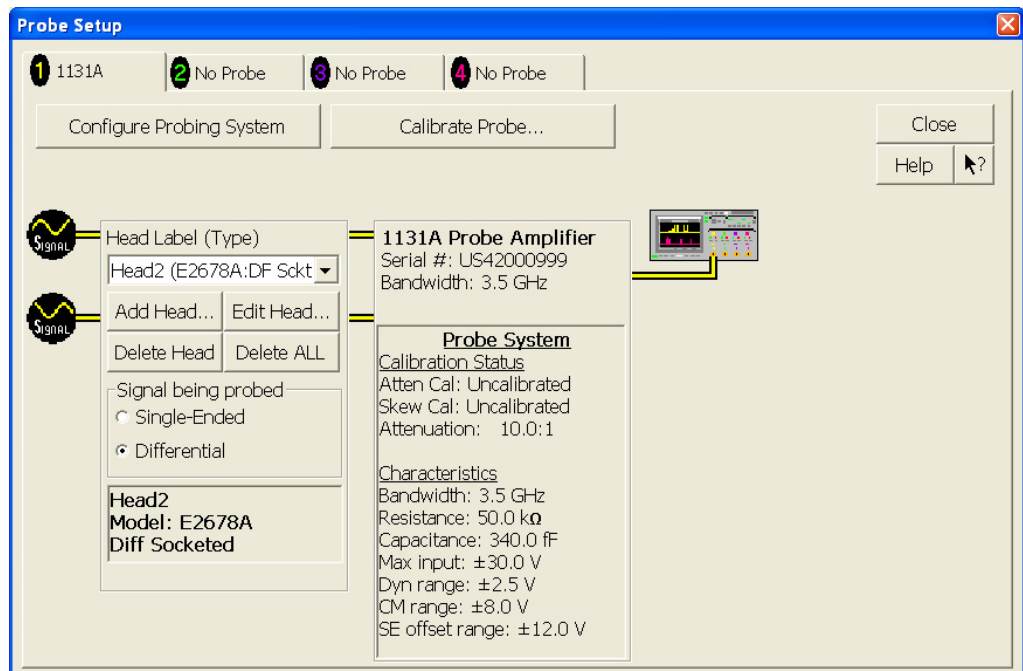 Probe Setup
1 1131A
2 No Probe
3 No Probe
4 No Probe
Configure Probing System
Calibrate Probe...
Close
Help
?
SIGNAL
Head Label (Type)
Head2 (E2678A:DF Sckt
Add Head...
Edit Head...
Delete Head
Delete ALL
SIGNAL
Signal being probed
Single-Ended
Differential
Head2
Model: E2678A
Diff Socketed
1131A Probe Amplifier
Serial #: US42000999
Bandwidth: 3.5 GHz
Probe System
Calibration Status
Atten Cal: Uncalibrated
Skew Cal: Uncalibrated
Attenuation: 10.0:1
Characteristics
Bandwidth: 3.5 GHz
Resistance: 50.0 kΩ
Capacitance: 340.0 fF
Max input: ±30.0 V
Dyn range: ±2.5 V
CM range: ±8.0 V
SE offset range: ±12.0 V